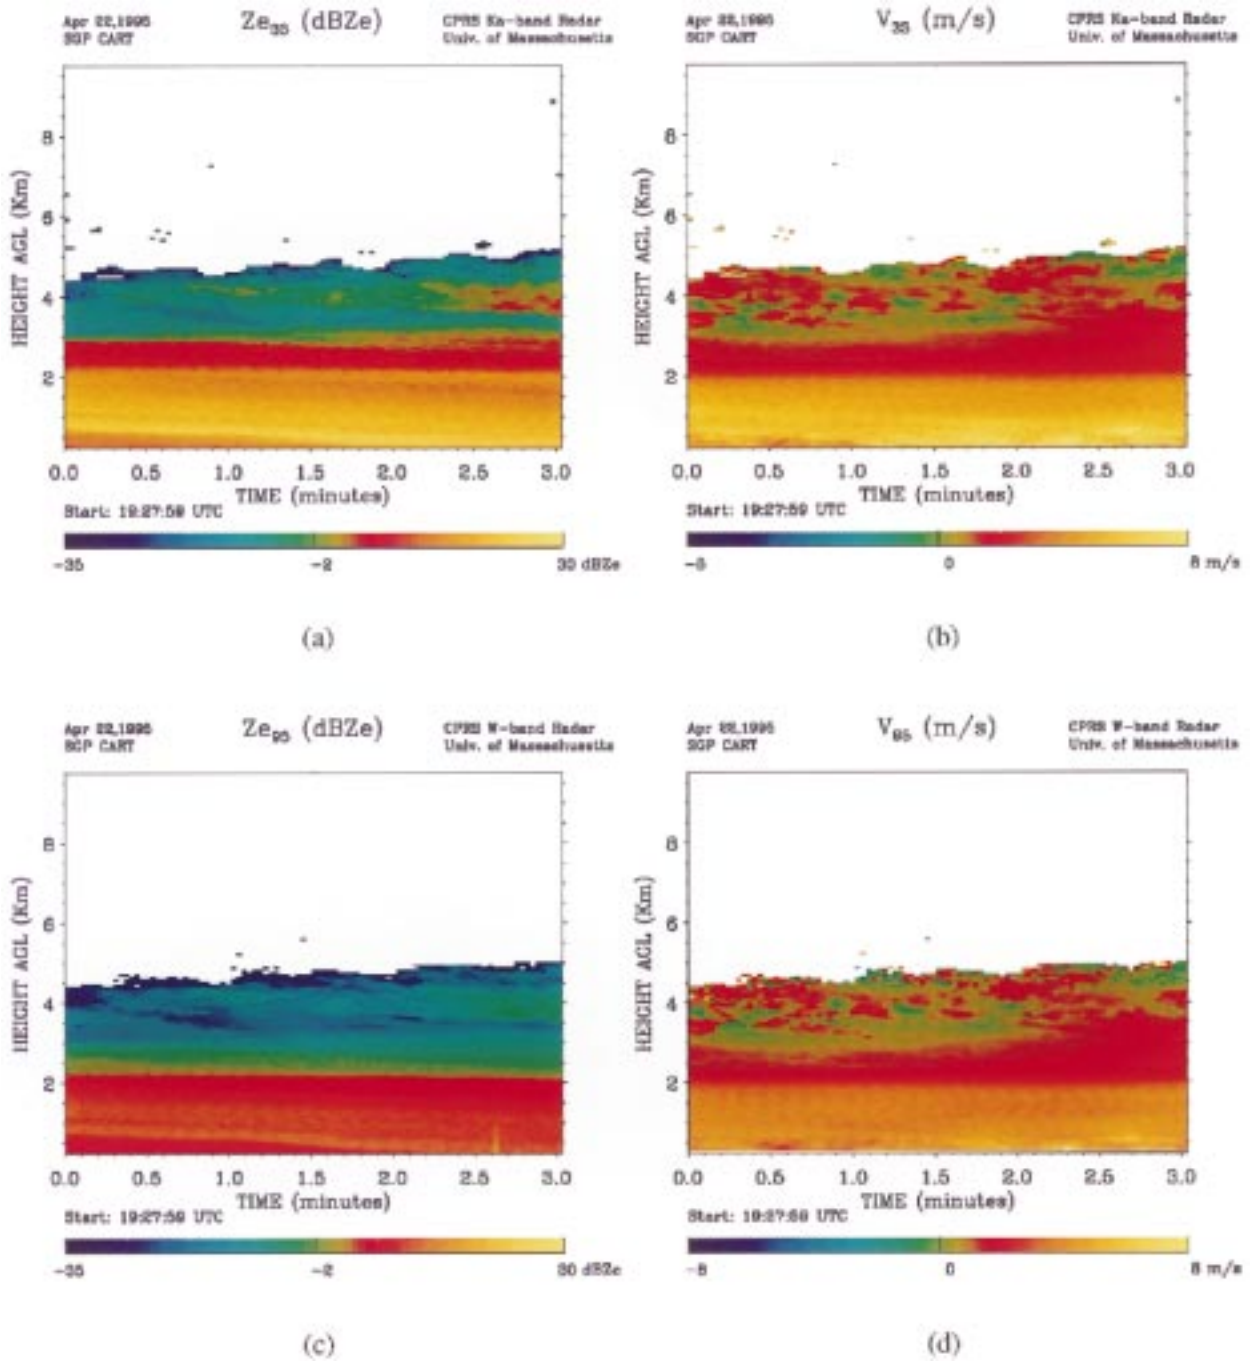 Apr 22,1995
SGP CART
Ze35 (dBZe)
CPRS Ka-band Radar
Univ. of Massachusetts
HEIGHT AGL (Km)
8
6
4
2
0.0 0.5 1.0 1.5 2.0 2.5 3.0
TIME (minutes)
Start: 19:27:59 UTC
-35 -2 30 dBZe
(a)
Apr 22,1995
SGP CART
V35 (m/s)
CPRS Ka-band Radar
Univ. of Massachusetts
HEIGHT AGL (Km)
8
6
4
2
0.0 0.5 1.0 1.5 2.0 2.5 3.0
TIME (minutes)
Start: 19:27:59 UTC
-8 0 8 m/s
(b)
Apr 22,1995
SGP CART
Ze95 (dBZe)
CPRS W-band Radar
Univ. of Massachusetts
HEIGHT AGL (Km)
8
6
4
2
0.0 0.5 1.0 1.5 2.0 2.5 3.0
TIME (minutes)
Start: 19:27:59 UTC
-35 -2 30 dBZe
(c)
Apr 22,1995
SGP CART
V95 (m/s)
CPRS W-band Radar
Univ. of Massachusetts
HEIGHT AGL (Km)
8
6
4
2
0.0 0.5 1.0 1.5 2.0 2.5 3.0
TIME (minutes)
Start: 19:27:59 UTC
-8 0 8 m/s
(d)